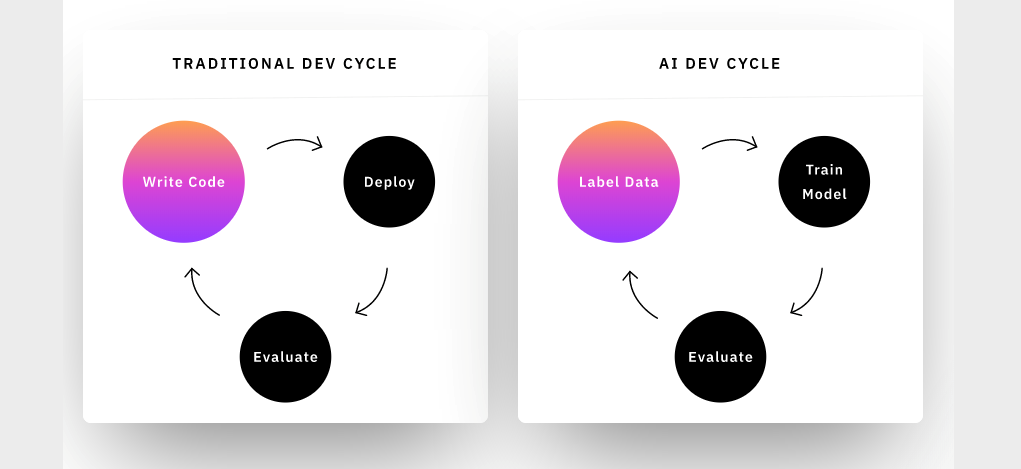 TRADITIONAL DEV CYCLE
Write Code
Deploy
Evaluate
AI DEV CYCLE
Label Data
Train
Model
Evaluate